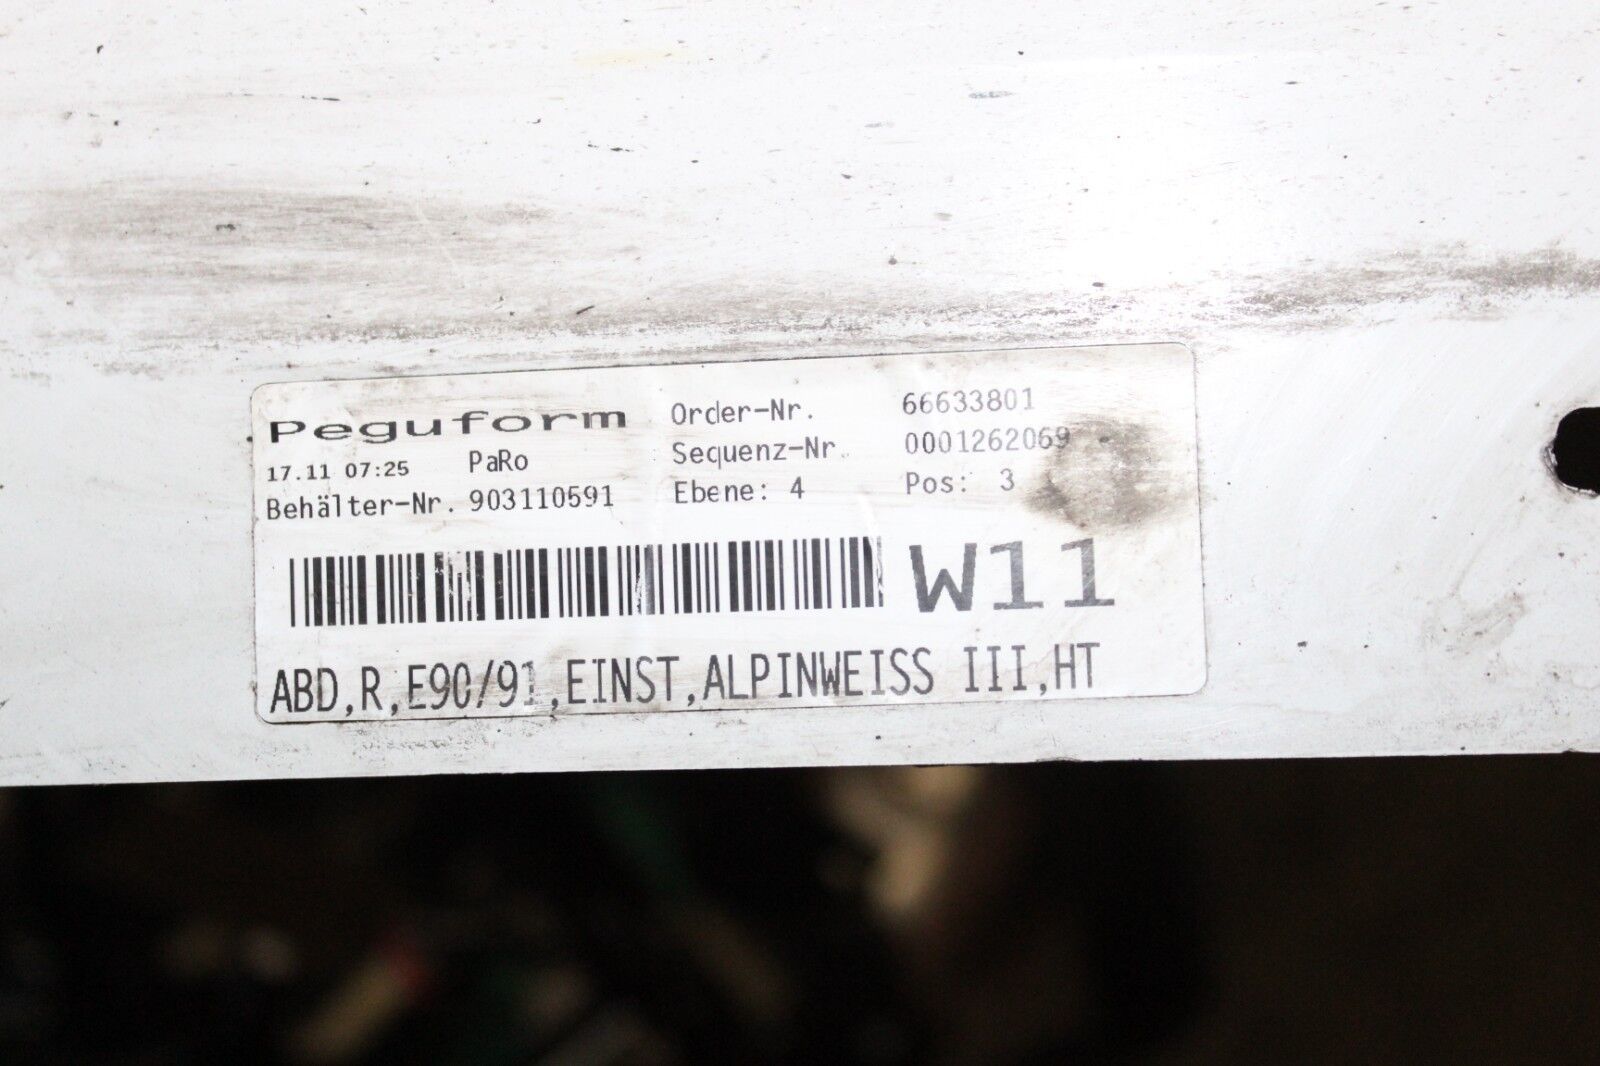 Peguform
17.11 07:25 PaRo
Behälter-Nr. 903110591
Order-Nr. 66633801
Sequenz-Nr. 0001262069
Ebene: 4 Pos: 3
W11
ABD,R,E90/91,EINST,ALPINWEISS III,HT